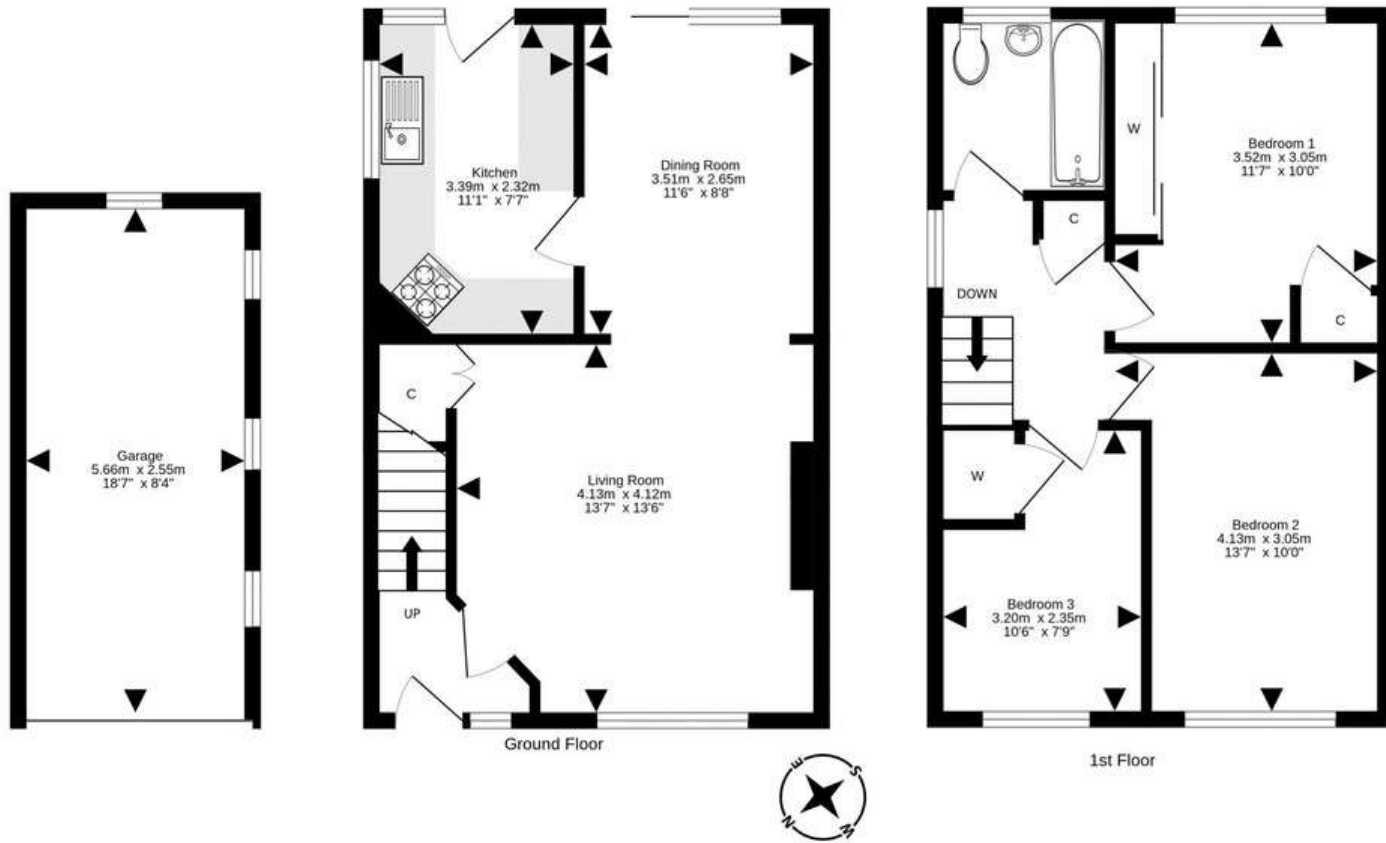 Garage
5.66m x 2.55m
18'7" x 8'4"
Kitchen
3.39m x 2.32m
11'1" x 7'7"
Dining Room
3.51m x 2.65m
11'6" x 8'8"
C
Living Room
4.13m x 4.12m
13'7" x 13'6"
UP
Ground Floor
W
Bedroom 1
3.52m x 3.05m
11'7" x 10'0"
C
DOWN
C
W
Bedroom 2
4.13m x 3.05m
13'7" x 10'0"
Bedroom 3
3.20m x 2.35m
10'6" x 7'9"
1st Floor
E
S
N
W